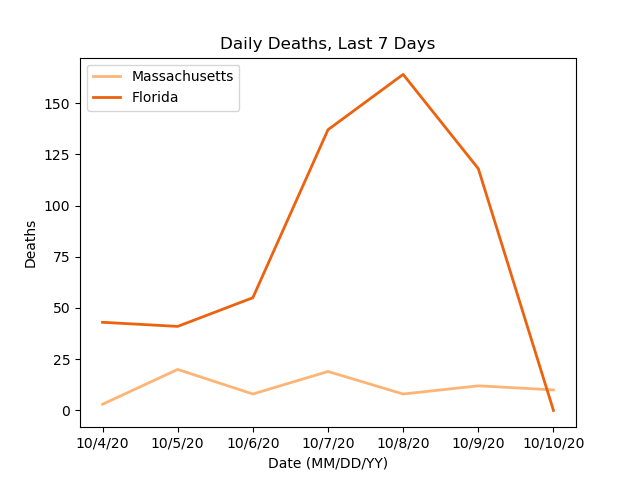 Daily Deaths, Last 7 Days
Massachusetts
Florida
150
125
100
75
50
25
0
Deaths
10/4/20 10/5/20 10/6/20 10/7/20 10/8/20 10/9/20 10/10/20
Date (MM/DD/YY)